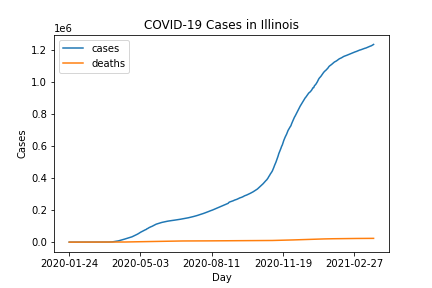 COVID-19 Cases in Illinois
1e6
cases
deaths
1.2
1.0
0.8
0.6
0.4
0.2
0.0
Cases
2020-01-24 2020-05-03 2020-08-11 2020-11-19 2021-02-27
Day